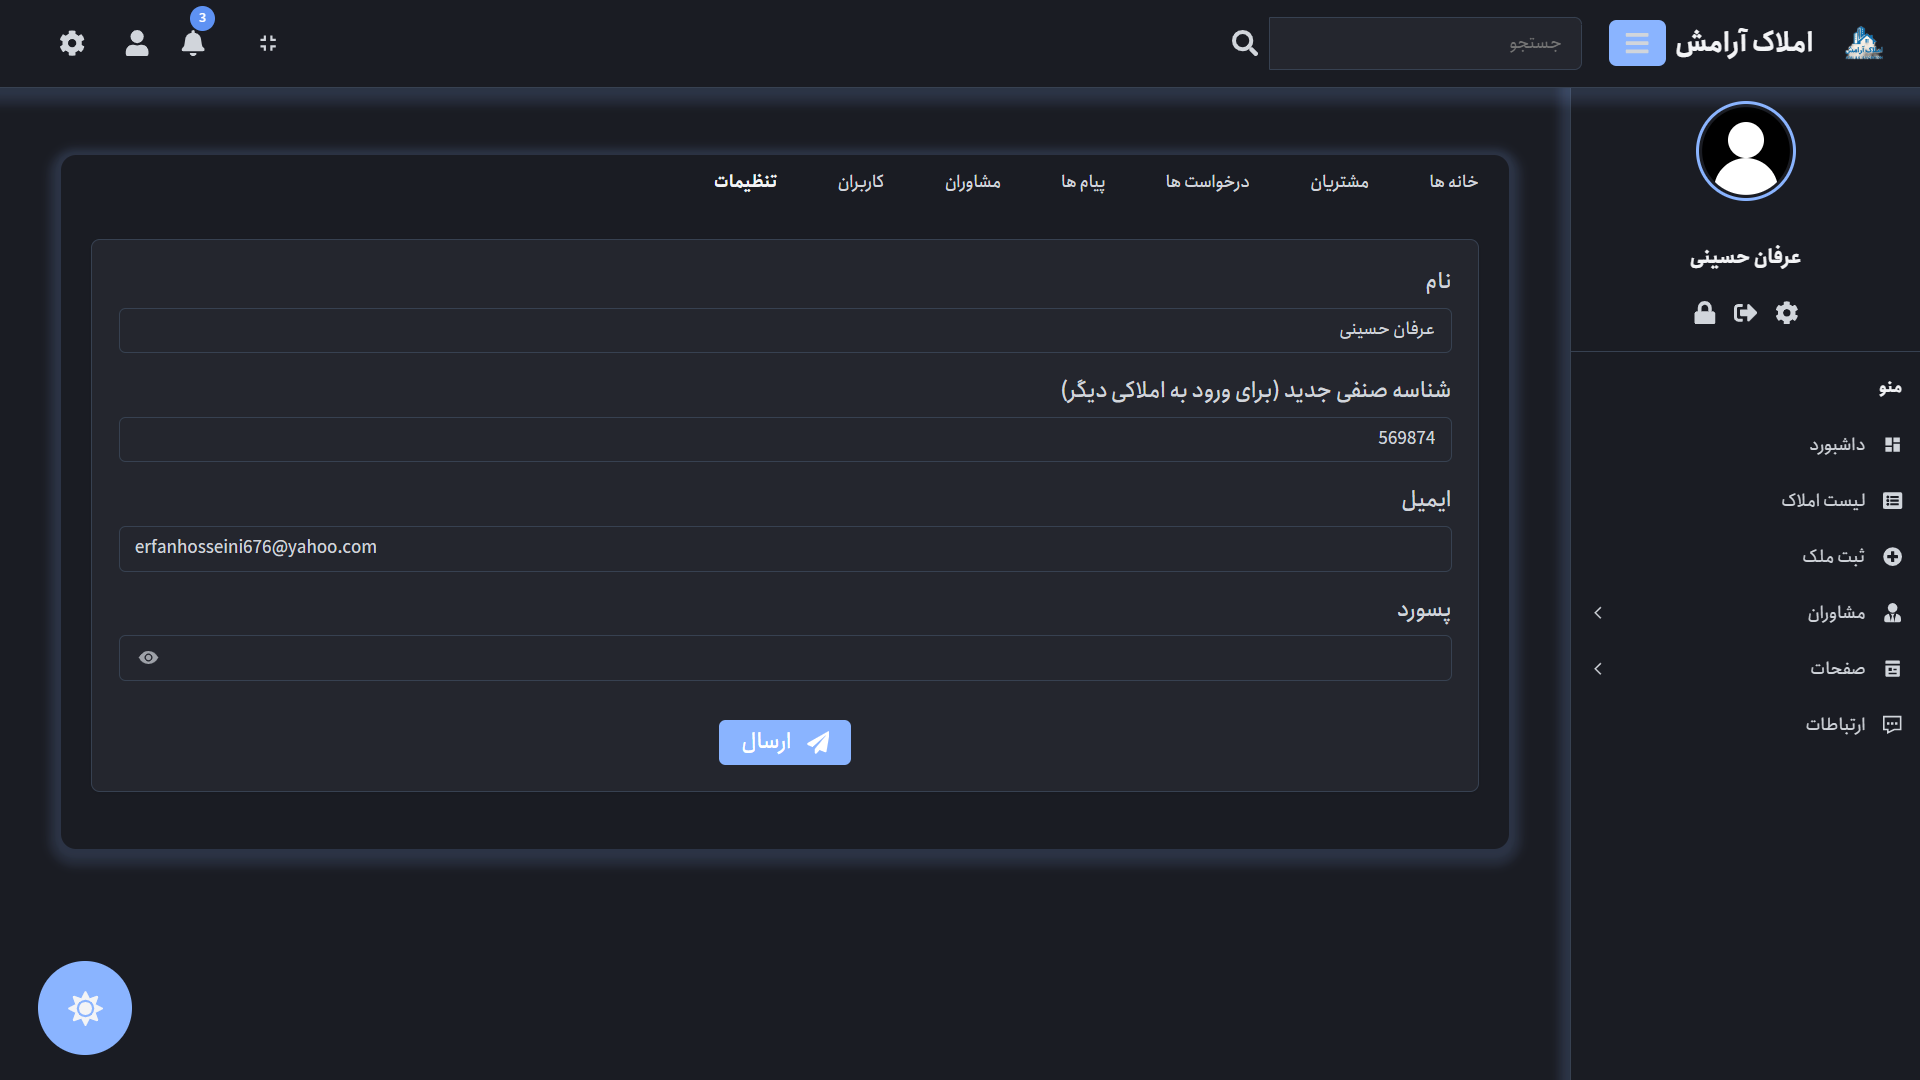 املاک آرامش
جستجو
3
عرفان حسینی
منو
داشبورد
لیست املاک
ثبت ملک
مشاوران
صفحات
ارتباطات
خانه ها
مشتریان
درخواست ها
پیام ها
مشاوران
کاربران
تنظیمات
نام
عرفان حسینی
شناسه صنفی جدید (برای ورود به املاکی دیگر)
569874
ایمیل
erfanhosseini676@yahoo.com
پسورد
ارسال